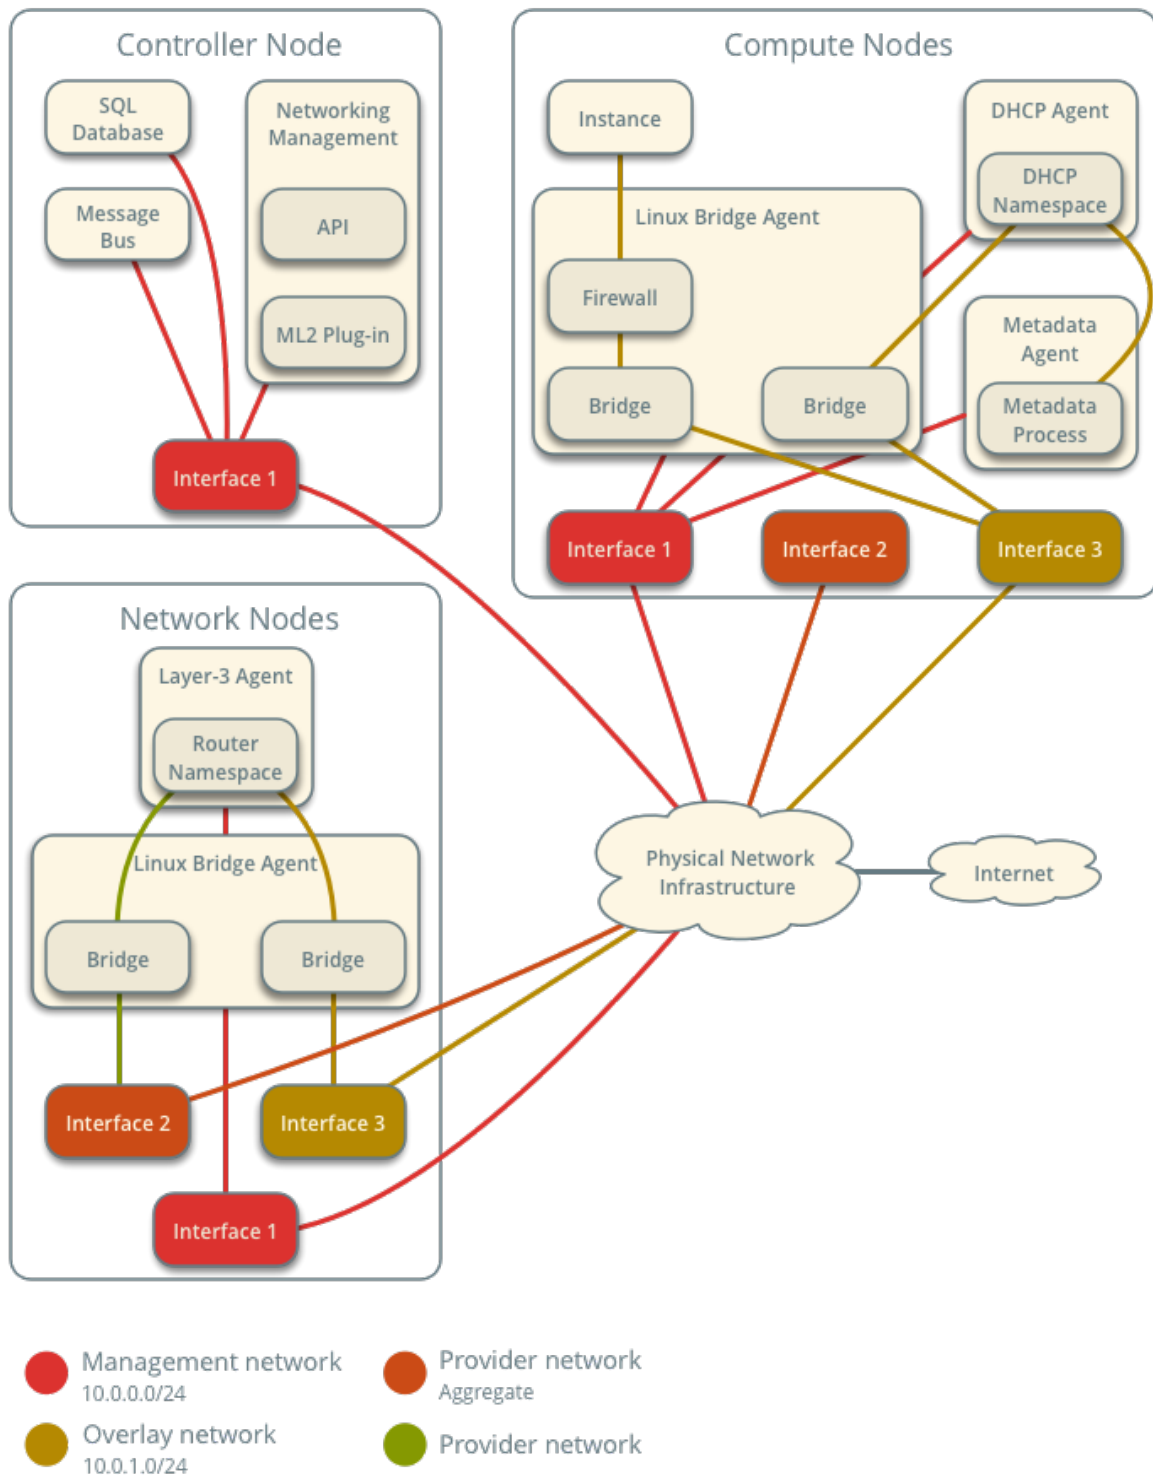 Controller Node
SQL
Database
Networking
Management
Message
Bus
API
ML2 Plug-in
Interface 1
Compute Nodes
Instance
DHCP Agent
DHCP
Namespace
Linux Bridge Agent
Firewall
Metadata
Agent
Bridge
Bridge
Metadata
Process
Interface 1
Interface 2
Interface 3
Network Nodes
Layer-3 Agent
Router
Namespace
Linux Bridge Agent
Bridge
Bridge
Interface 2
Interface 3
Interface 1
Physical Network
Infrastructure
Internet
Management network
10.0.0.0/24
Provider network
Aggregate
Overlay network
10.0.1.0/24
Provider network